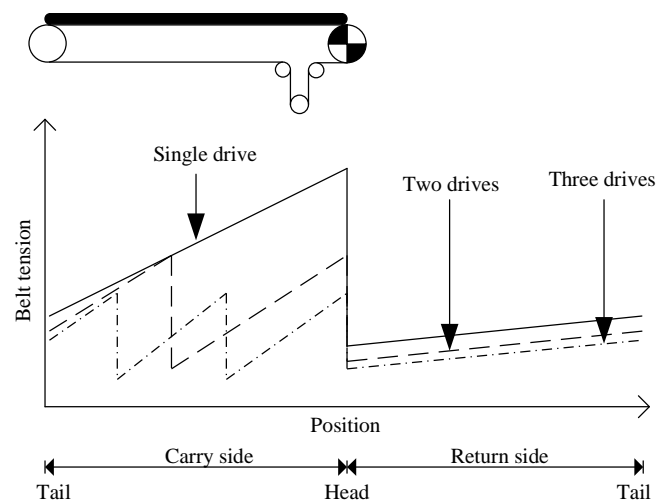 Single drive
Two drives
Three drives
Belt tension
Position
Carry side
Return side
Tail
Head
Tail